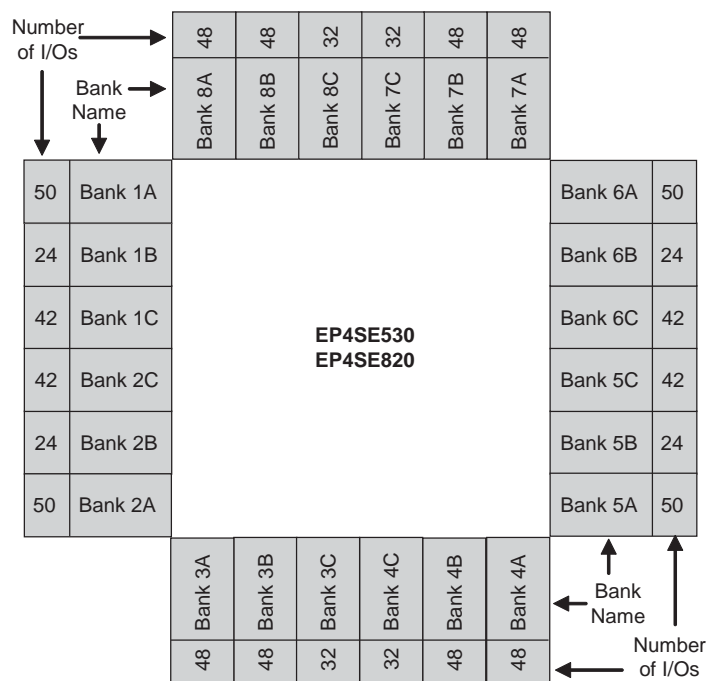 Number
of I/Os
Bank
Name
48 48 32 32 48 48
Bank 8A Bank 8B Bank 8C Bank 7C Bank 7B Bank 7A
50 Bank 1A
24 Bank 1B
42 Bank 1C
42 Bank 2C
24 Bank 2B
50 Bank 2A
EP4SE530
EP4SE820
Bank 6A 50
Bank 6B 24
Bank 6C 42
Bank 5C 42
Bank 5B 24
Bank 5A 50
Bank 3A Bank 3B Bank 3C Bank 4C Bank 4B Bank 4A
48 48 32 32 48 48
Bank
Name
Number
of I/Os